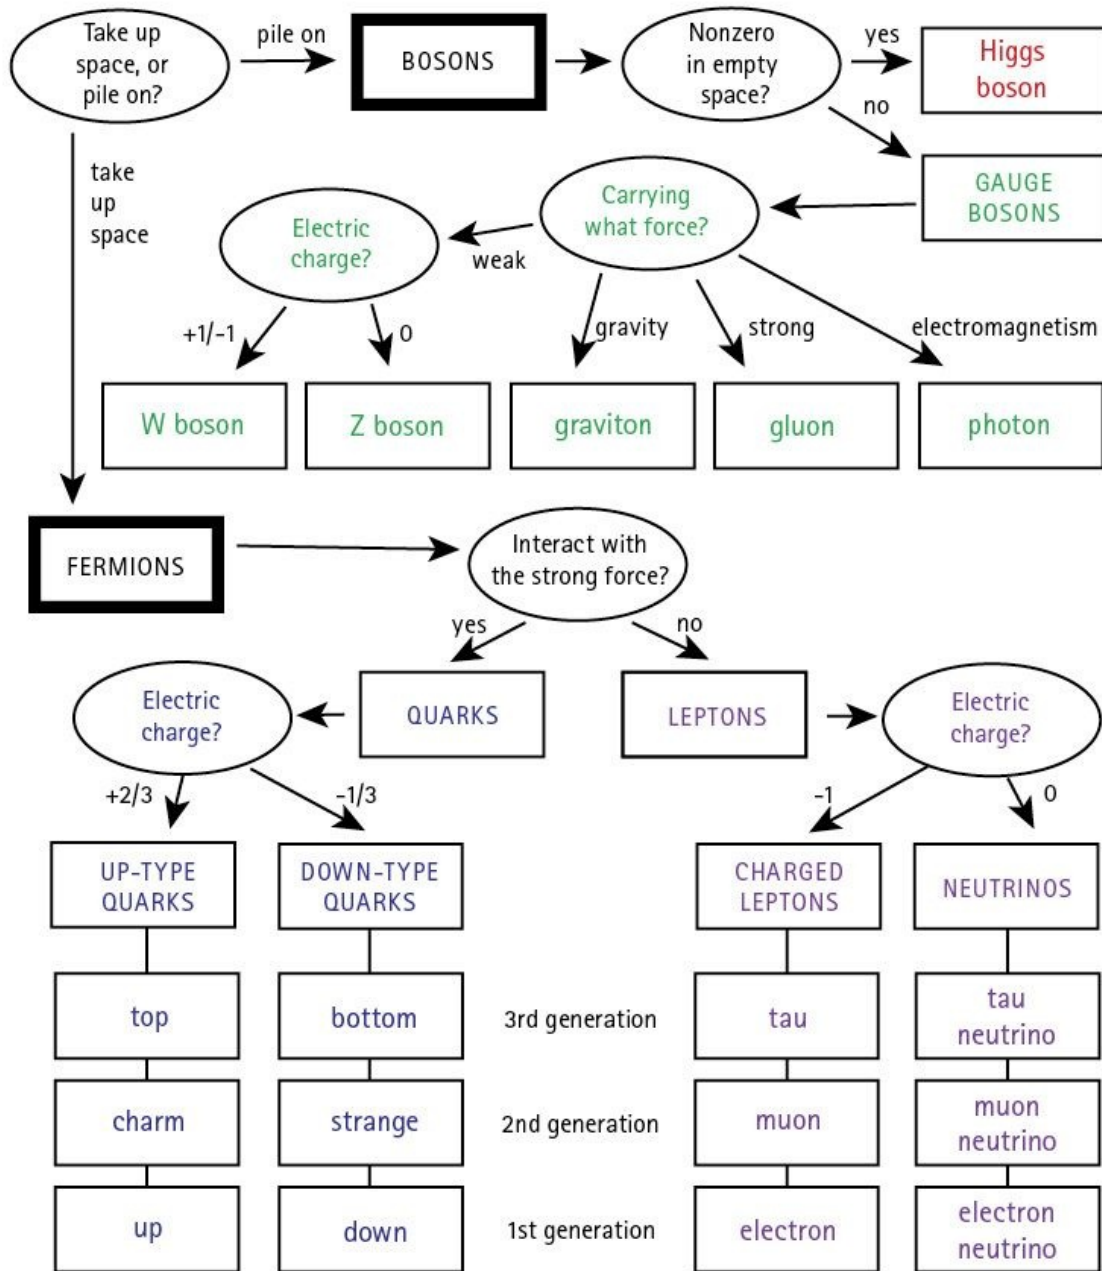 Take up
space, or
pile on?
pile on
BOSONS
Nonzero
in empty
space?
yes
Higgs
boson
no
take
up
space
GAUGE
BOSONS
Carrying
what force?
Electric
charge?
weak
+1/-1
0
gravity
strong
electromagnetism
W boson
Z boson
graviton
gluon
photon
FERMIONS
Interact with
the strong force?
yes
no
Electric
charge?
QUARKS
LEPTONS
Electric
charge?
+2/3
-1/3
-1
0
UP-TYPE
QUARKS
DOWN-TYPE
QUARKS
CHARGED
LEPTONS
NEUTRINOS
top
bottom
3rd generation
tau
tau
neutrino
charm
strange
2nd generation
muon
muon
neutrino
up
down
1st generation
electron
electron
neutrino